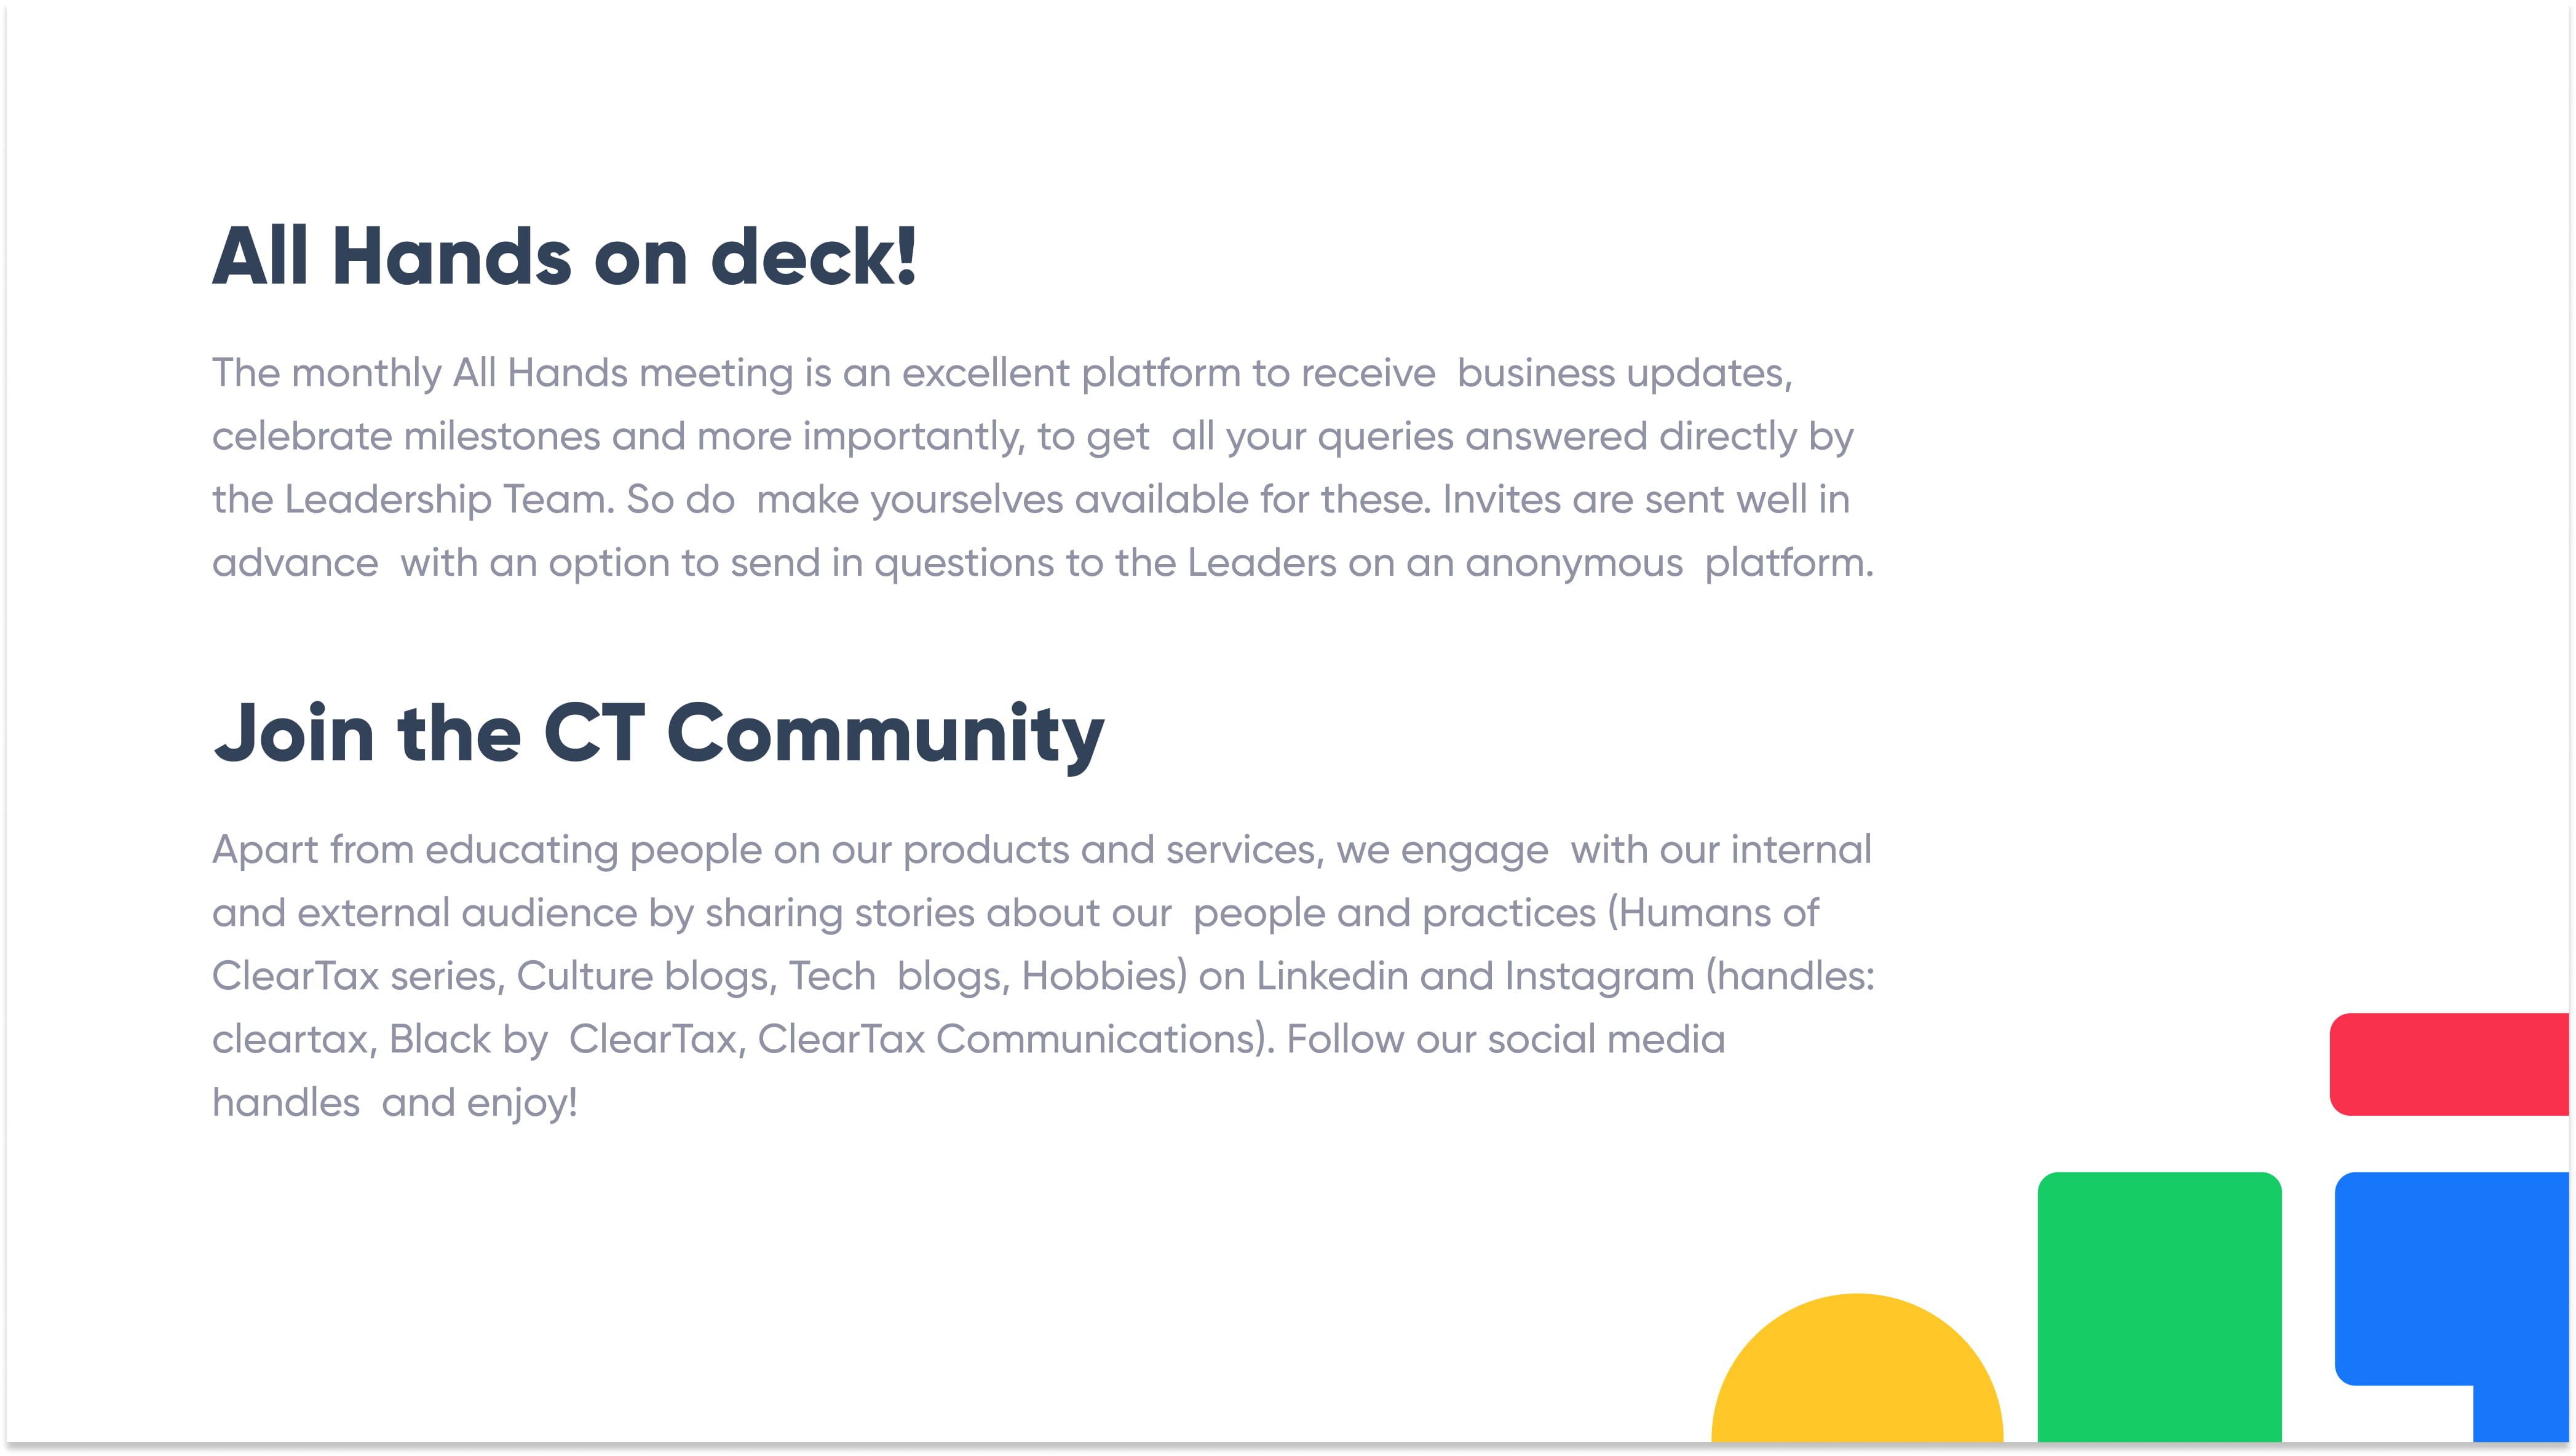 All Hands on deck!
The monthly All Hands meeting is an excellent platform to receive  business updates,
celebrate milestones and more importantly, to get  all your queries answered directly by
the Leadership Team. So do  make yourselves available for these. Invites are sent well in
advance  with an option to send in questions to the Leaders on an anonymous  platform.
Join the CT Community
Apart from educating people on our products and services, we engage  with our internal
and external audience by sharing stories about our  people and practices (Humans of
ClearTax series, Culture blogs, Tech  blogs, Hobbies) on Linkedin and Instagram (handles:
cleartax, Black by  ClearTax, ClearTax Communications). Follow our social media
handles  and enjoy!